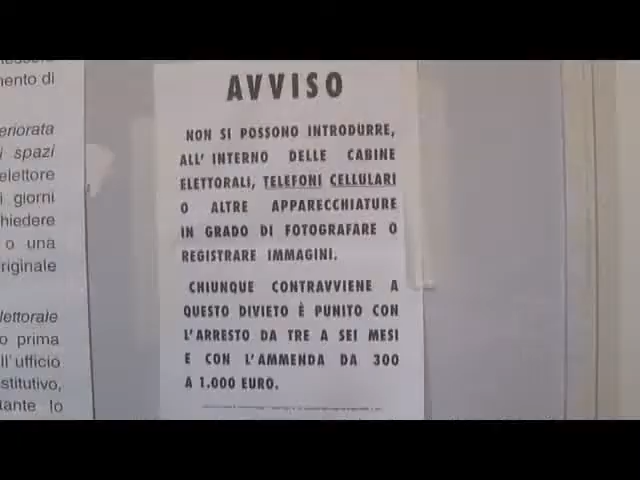 mento di
eriorata
i spazi
elettore
i giorni
hiedere
o una
riginale
lettorale
o prima
ll'ufficio
stitutivo,
tante lo
AVVISO
NON SI POSSONO INTRODURRE,
ALL'INTERNO DELLE CABINE
ELETTORALI, TELEFONI CELLULARI
O ALTRE APPARECCHIATURE
IN GRADO DI FOTOGRAFARE O
REGISTRARE IMMAGINI.
CHIUNQUE CONTRAVVIENE A
QUESTO DIVIETO È PUNITO CON
L'ARRESTO DA TRE A SEI MESI
E CON L'AMMENDA DA 300
A 1.000 EURO.